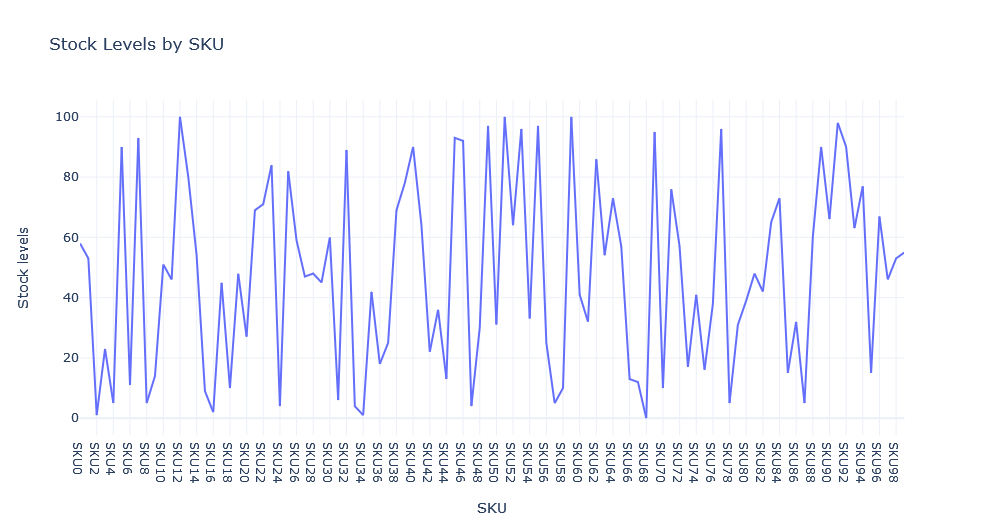 Stock Levels by SKU
Stock levels
100
80
60
40
20
0
SKU0
SKU2
SKU4
SKU6
SKU8
SKU10
SKU12
SKU14
SKU16
SKU18
SKU20
SKU22
SKU24
SKU26
SKU28
SKU30
SKU32
SKU34
SKU36
SKU38
SKU40
SKU42
SKU44
SKU46
SKU48
SKU50
SKU52
SKU54
SKU56
SKU58
SKU60
SKU62
SKU64
SKU66
SKU68
SKU70
SKU72
SKU74
SKU76
SKU78
SKU80
SKU82
SKU84
SKU86
SKU88
SKU90
SKU92
SKU94
SKU96
SKU98
SKU